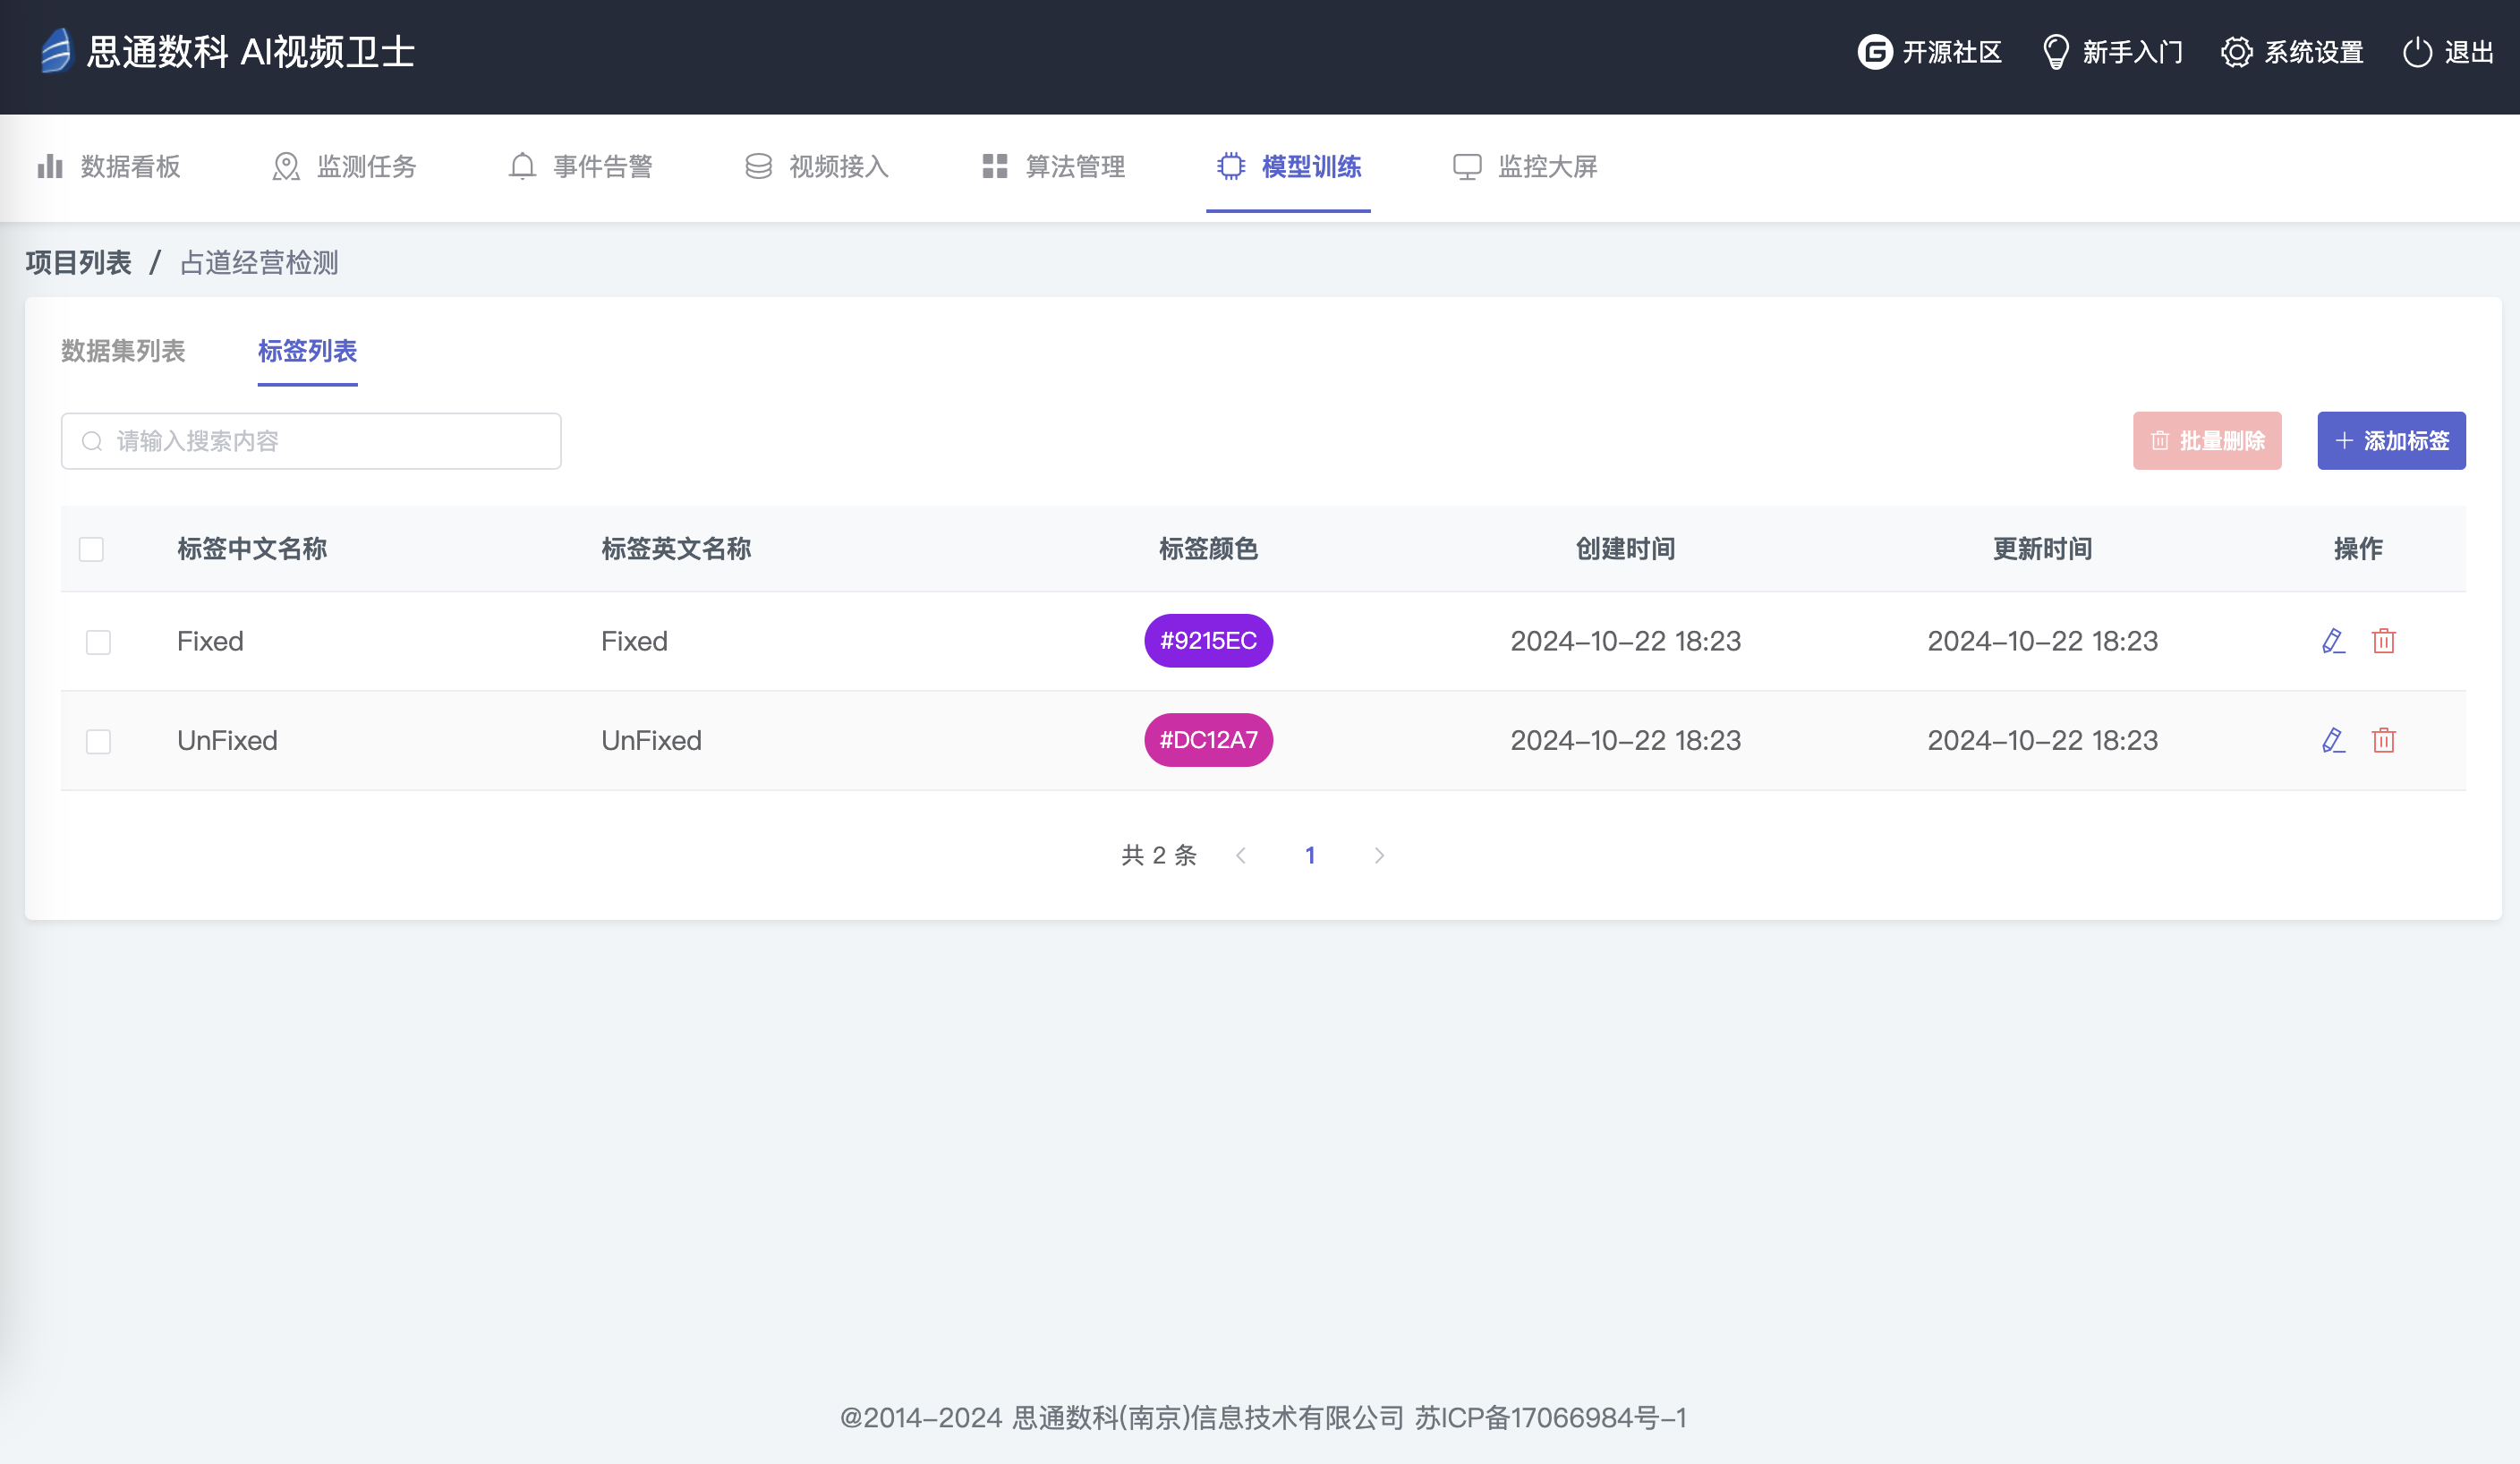 思通数科 AI视频卫士
开源社区 新手入门 系统设置 退出
数据看板 监测任务 事件告警 视频接入 算法管理 模型训练 监控大屏
项目列表 / 占道经营检测
数据集列表 标签列表
请输入搜索内容 批量删除 添加标签
标签中文名称 标签英文名称 标签颜色 创建时间 更新时间 操作
Fixed Fixed #9215EC 2024-10-22 18:23 2024-10-22 18:23
UnFixed UnFixed #DC12A7 2024-10-22 18:23 2024-10-22 18:23
共 2 条 1
@2014-2024 思通数科(南京)信息技术有限公司 苏ICP备17066984号-1